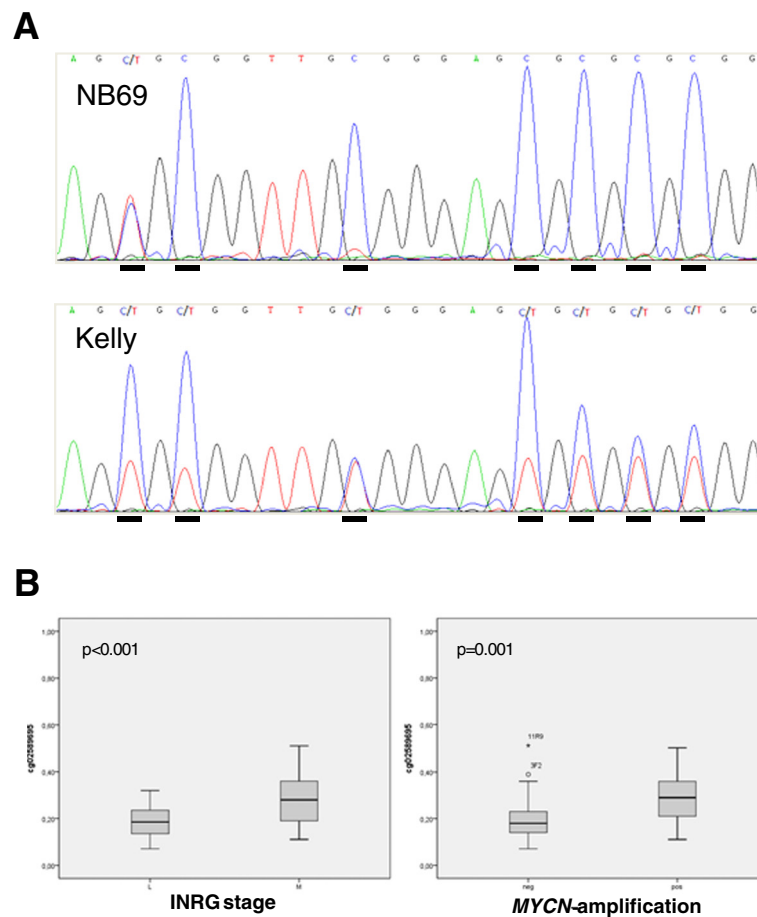 A
A G C/T G C G G T T G C G G G A G C G C G C G C G G
NB69
A G C/T G C/T G G T T G C/T G G G A G C/T G C/T G C/T G C/T G G
Kelly
B
p<0.001
1,00
0,80
0,60
0,40
0,20
0,00
cg02589695
L M
INRG stage
p=0.001
1,00
0,80
0,60
0,40
0,20
0,00
cg02589695
11R9
3F2
neg pos
MYCN-amplification